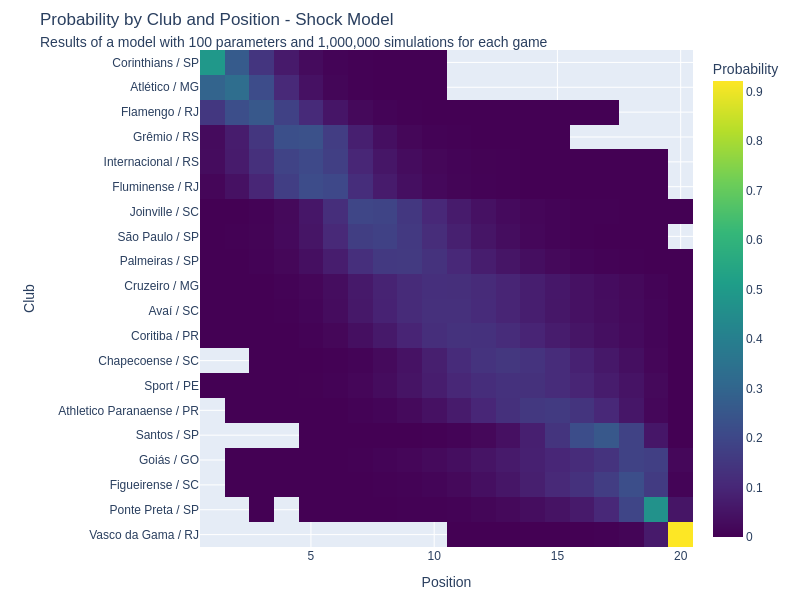 Probability by Club and Position - Shock Model
Results of a model with 100 parameters and 1,000,000 simulations for each game
Probability
Corinthians / SP
Atlético / MG
Flamengo / RJ
Grêmio / RS
Internacional / RS
Fluminense / RJ
Joinville / SC
São Paulo / SP
Palmeiras / SP
Cruzeiro / MG
Avaí / SC
Coritiba / PR
Chapecoense / SC
Sport / PE
Athletico Paranaense / PR
Santos / SP
Goiás / GO
Figueirense / SC
Ponte Preta / SP
Vasco da Gama / RJ
Club
5
10
15
20
Position
0.9
0.8
0.7
0.6
0.5
0.4
0.3
0.2
0.1
0